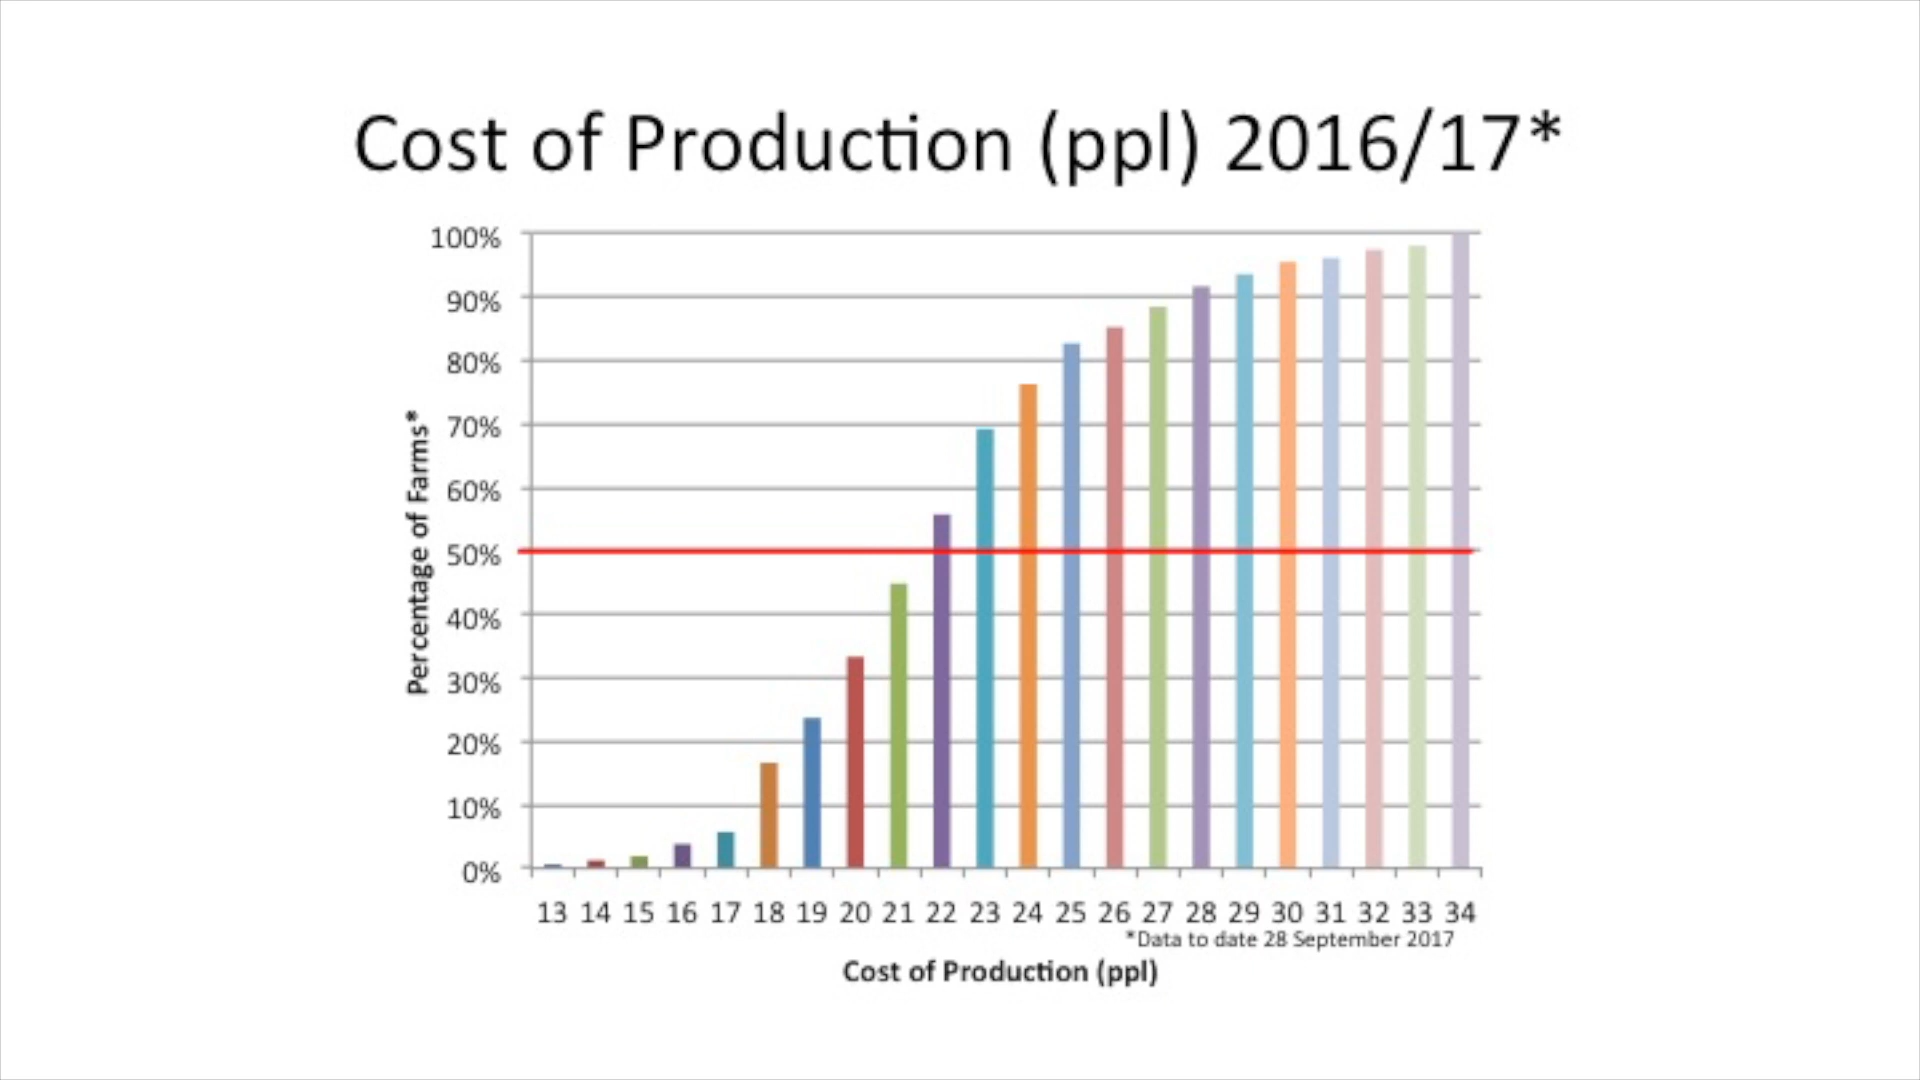 Cost of Production (ppl) 2016/17*
100%
90%
80%
70%
60%
50%
40%
30%
20%
10%
0%
Percentage of Farms*
13 14 15 16 17 18 19 20 21 22 23 24 25 26 27 28 29 30 31 32 33 34
*Data to date 28 September 2017
Cost of Production (ppl)